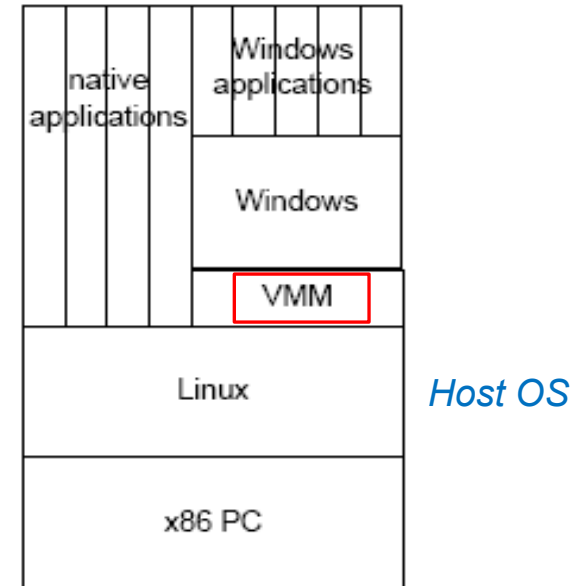 native
applications
Windows
applications
Windows
VMM
Linux
Host OS
x86 PC